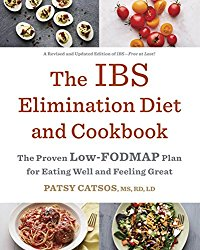 A Revised and Updated Edition of IBS—Free at Last!
The IBS
Elimination Diet
and Cookbook
The Proven Low-FODMAP Plan
for Eating Well and Feeling Great
PATSY CATSOS, MS, RD, LD